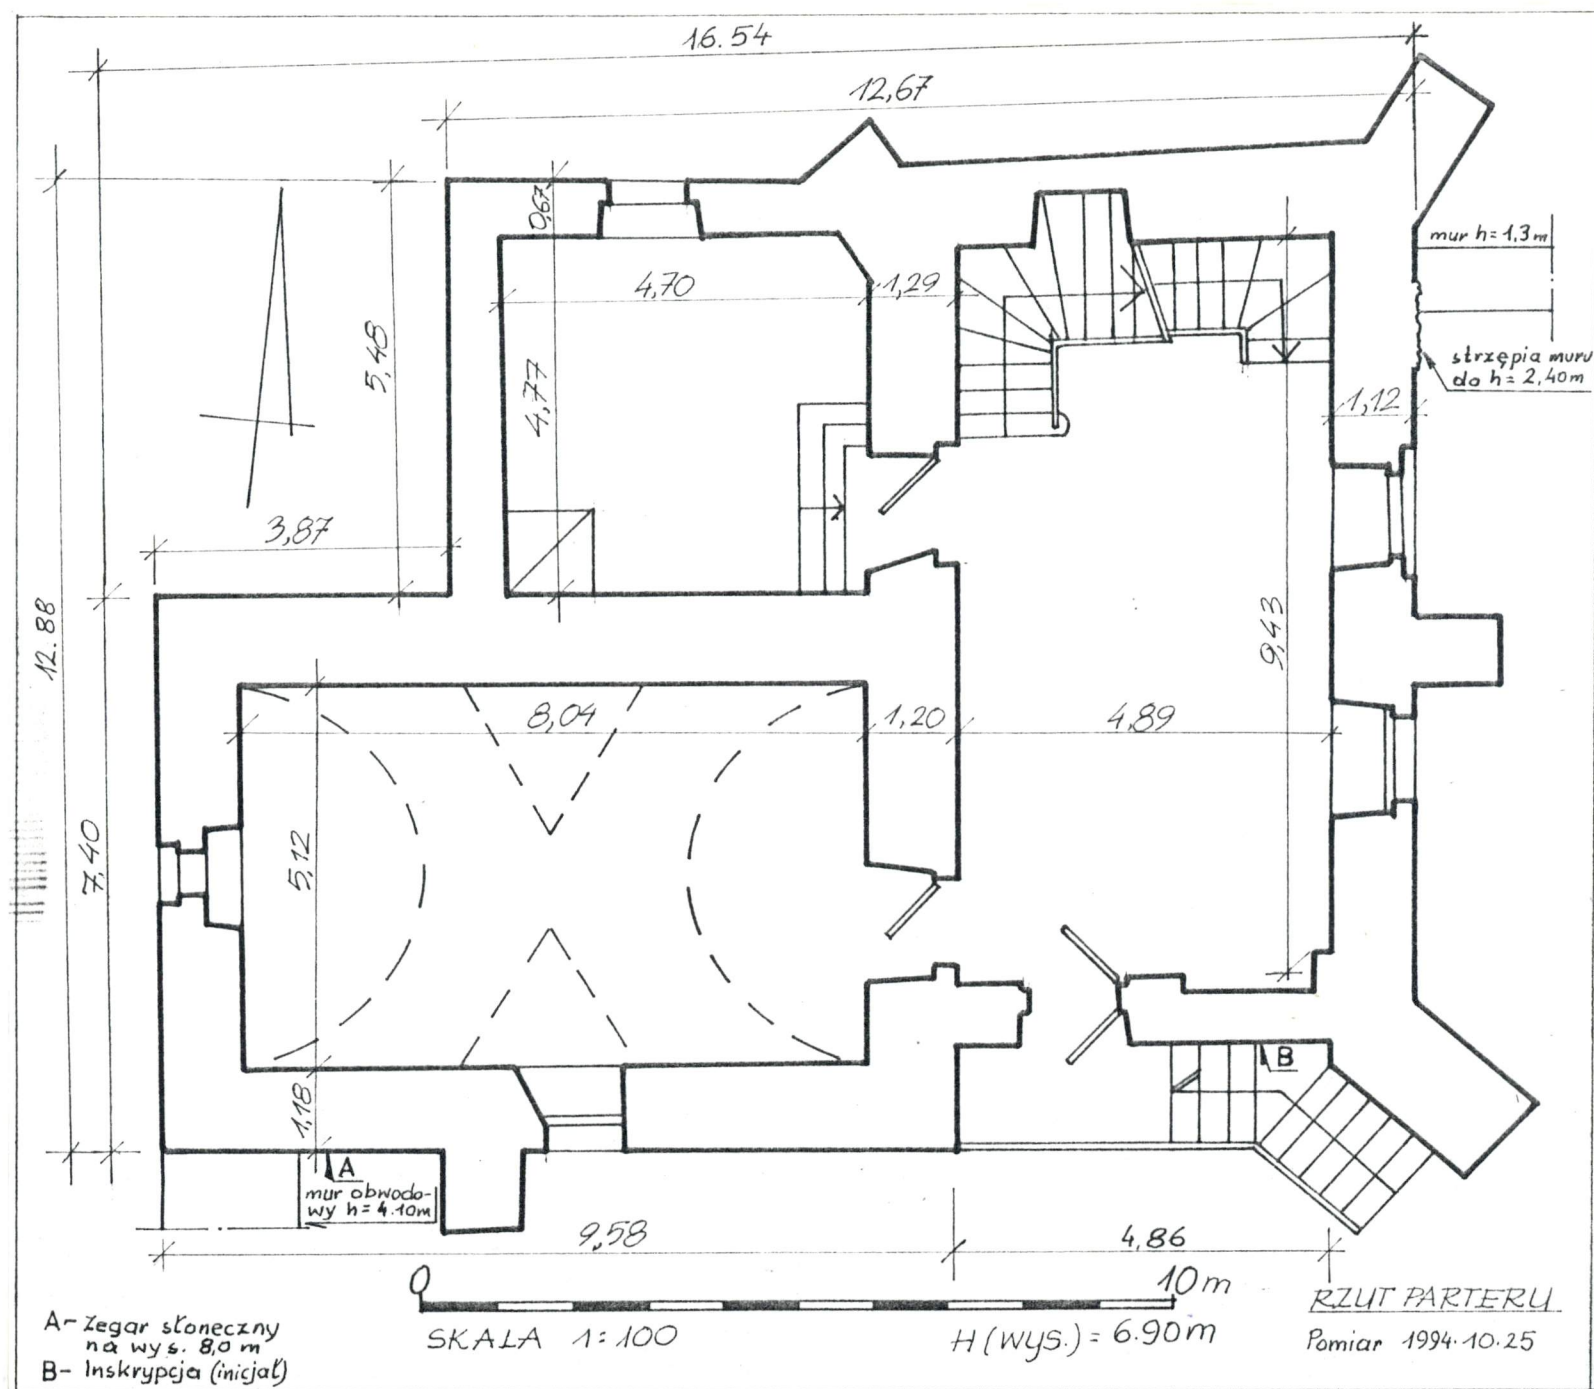 16.54
12,67
0,67
mur h=1,3m
4,70
1,29
5,48
4,77
strzępia muru
do h=2,40m
1,12
3,87
12.88
9,43
8,04
1,20
4,89
7,40
5,12
1,18
B
A
mur obwodo-
wy h=4.10m
9,58
4,86
0
10m
RZUT PARTERU
A- Zegar słoneczny
na wys. 8,0 m
B- Inskrypcja (inicjał)
SKALA 1:100
H (WYS.) = 6.90m
Pomiar 1994.10.25